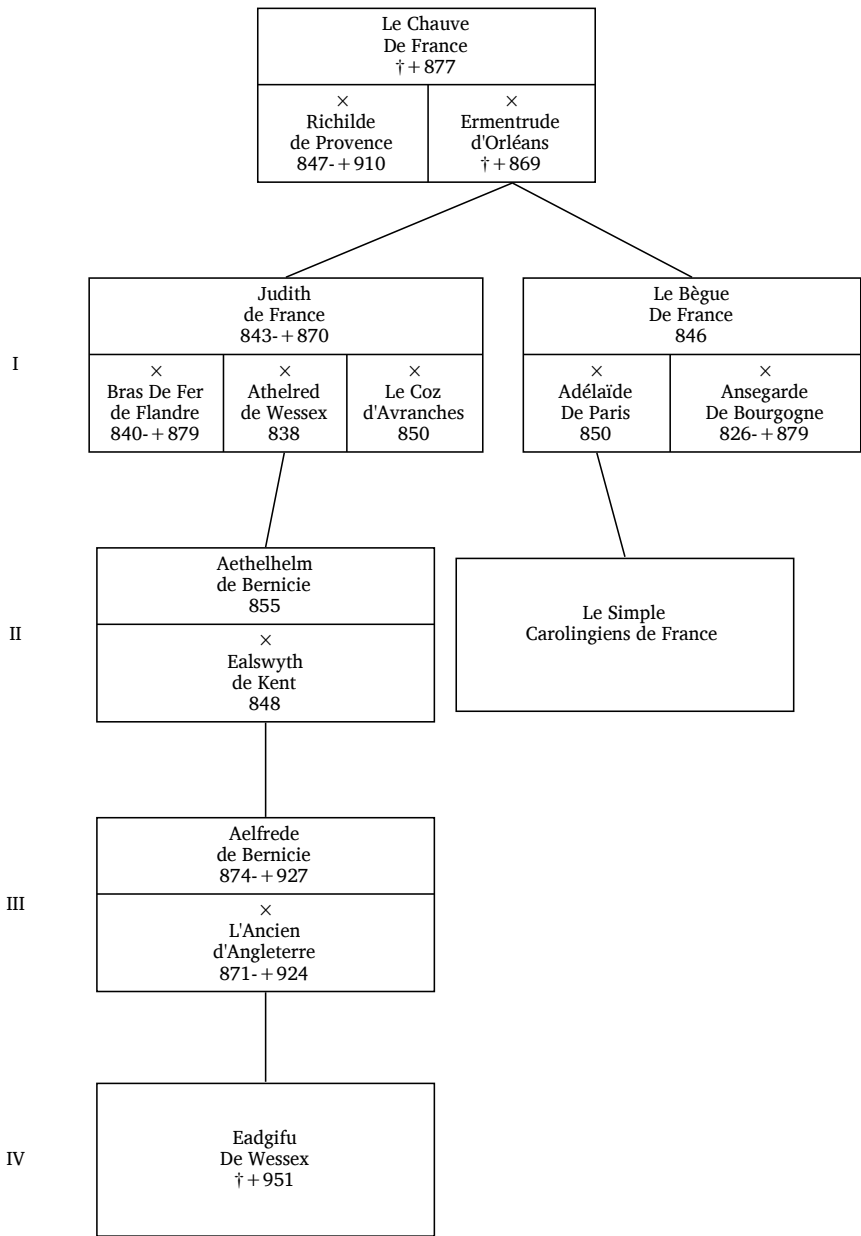 Le Chauve
De France
†+877
×
Richilde
de Provence
847-+910
×
Ermentrude
d'Orléans
†+869
I
Judith
de France
843-+870
×
Bras De Fer
de Flandre
840-+879
×
Athelred
de Wessex
838
×
Le Coz
d'Avranches
850
Le Bègue
De France
846
×
Adélaïde
De Paris
850
×
Ansegarde
De Bourgogne
826-+879
II
Aethelhelm
de Bernicie
855
×
Ealswyth
de Kent
848
Le Simple
Carolingiens de France
III
Aelfrede
de Bernicie
874-+927
×
L'Ancien
d'Angleterre
871-+924
IV
Eadgifu
De Wessex
†+951